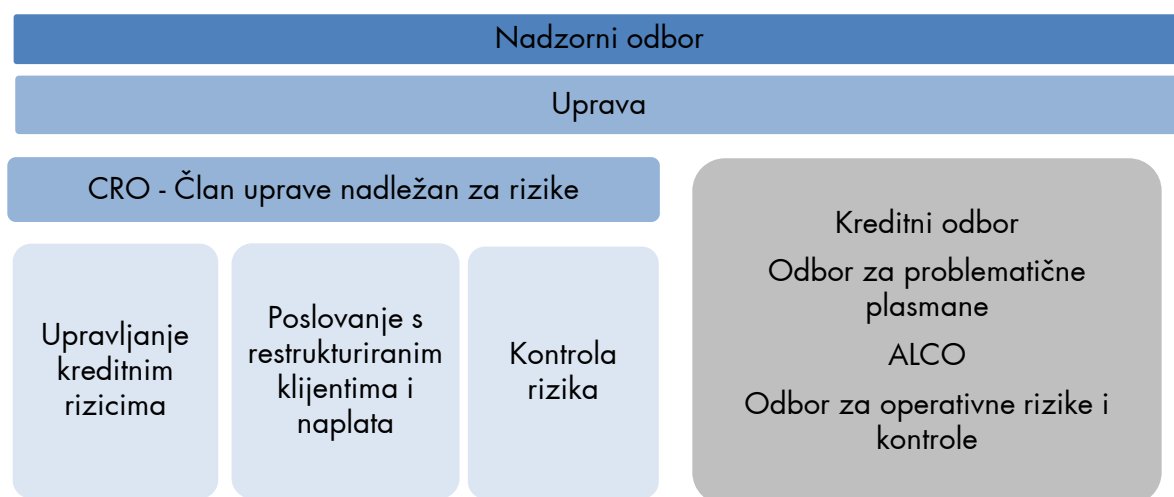 Nadzorni odbor
Uprava
CRO - Član uprave nadležan za rizike
Upravljanje
kreditnim
rizicima
Poslovanje s
restrukturiranim
klijentima i
naplata
Kontrola
rizika
Kreditni odbor
Odbor za problematične
plasmane
ALCO
Odbor za operativne rizike i
kontrole